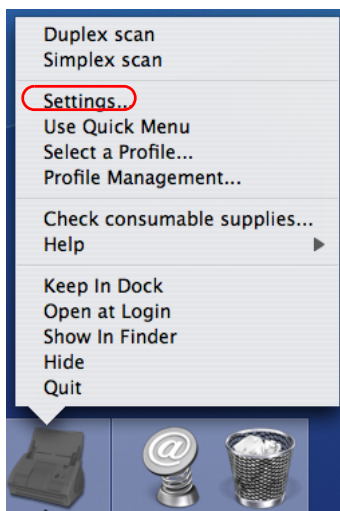 Duplex scan
Simplex scan
Settings...
Use Quick Menu
Select a Profile...
Profile Management...
Check consumable supplies...
Help
Keep In Dock
Open at Login
Show In Finder
Hide
Quit
@